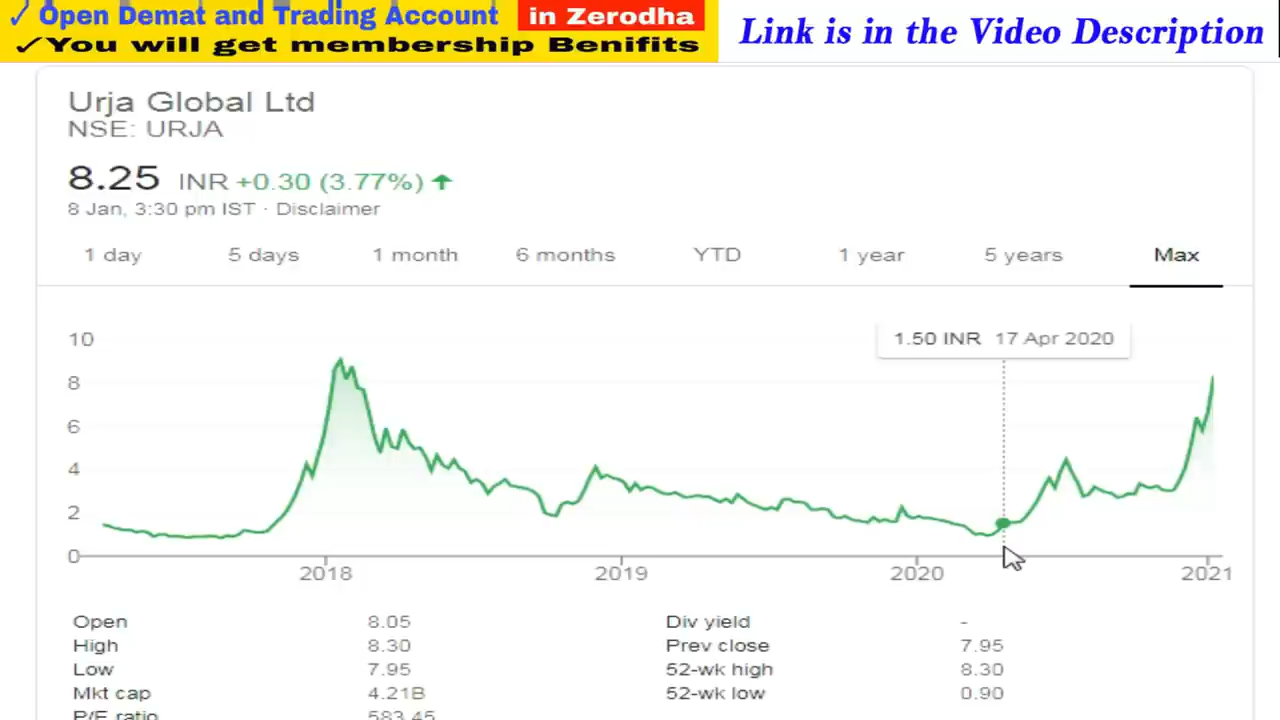 ✓ Open Demat and Trading Account in Zerodha
✓You will get membership Benifits
Link is in the Video Description
Urja Global Ltd
NSE: URJA
8.25 INR +0.30 (3.77%) ↑
8 Jan, 3:30 pm IST · Disclaimer
1 day 5 days 1 month 6 months YTD 1 year 5 years Max
1.50 INR 17 Apr 2020
10
8
6
4
2
0
2018 2019 2020 2021
Open 8.05 Div yield -
High 8.30 Prev close 7.95
Low 7.95 52-wk high 8.30
Mkt cap 4.21B 52-wk low 0.90
P/E ratio 583.45